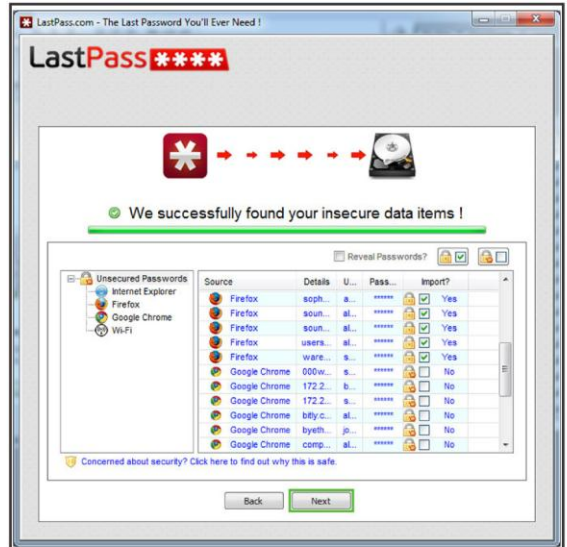 LastPass.com - The Last Password You'll Ever Need !
LastPass ****
We successfully found your insecure data items !
Reveal Passwords?
Unsecured Passwords
Internet Explorer
Firefox
Google Chrome
Wi-Fi
Source Details U... Pass... Import?
Firefox soph... a... ****** Yes
Firefox soun... al... ****** Yes
Firefox soun... al... ****** Yes
Firefox users... al... ****** Yes
Firefox ware... s... ****** Yes
Google Chrome 000w... s... ****** No
Google Chrome 172.2... b... ****** No
Google Chrome 172.2... s... ****** No
Google Chrome bitly.c... al... ****** No
Google Chrome byeth... jo... ****** No
Google Chrome comp... al... ****** No
Concerned about security? Click here to find out why this is safe.
Back Next